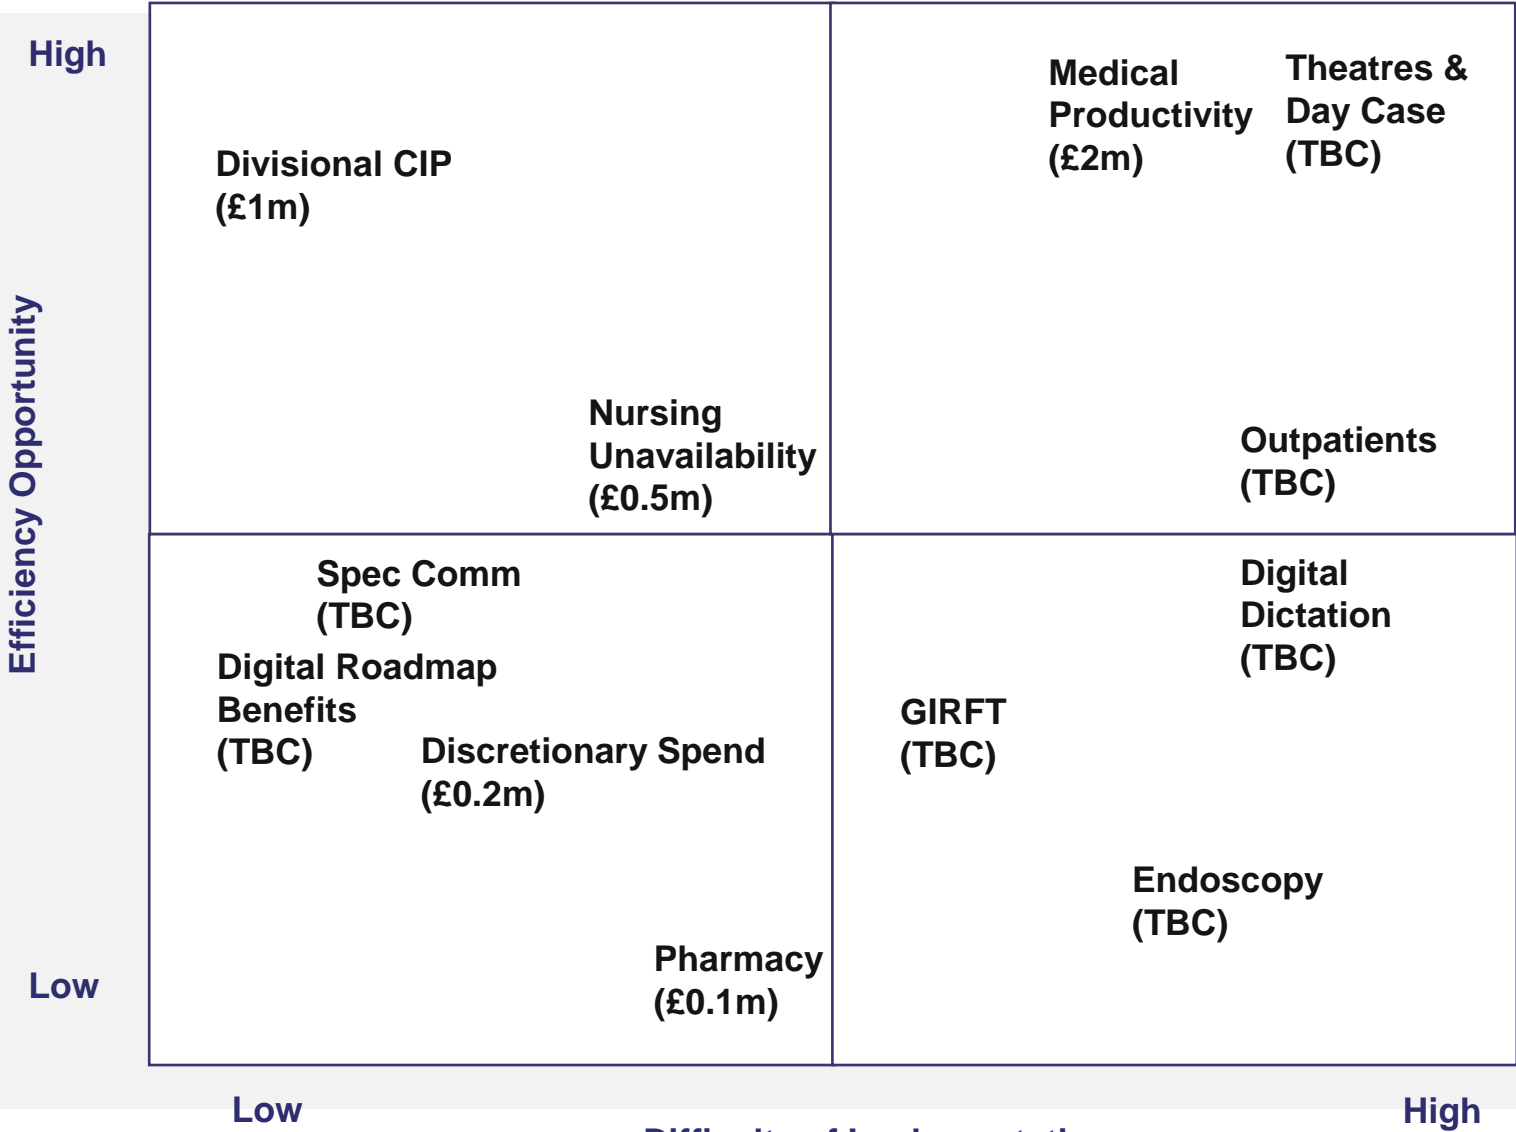 High
Medical
Productivity
(£2m)
Theatres &
Day Case
(TBC)
Divisional CIP
(£1m)
Efficiency Opportunity
Nursing
Unavailability
(£0.5m)
Outpatients
(TBC)
Spec Comm
(TBC)
Digital
Dictation
(TBC)
Digital Roadmap
Benefits
(TBC)
Discretionary Spend
(£0.2m)
GIRFT
(TBC)
Endoscopy
(TBC)
Pharmacy
(£0.1m)
Low
Low
High